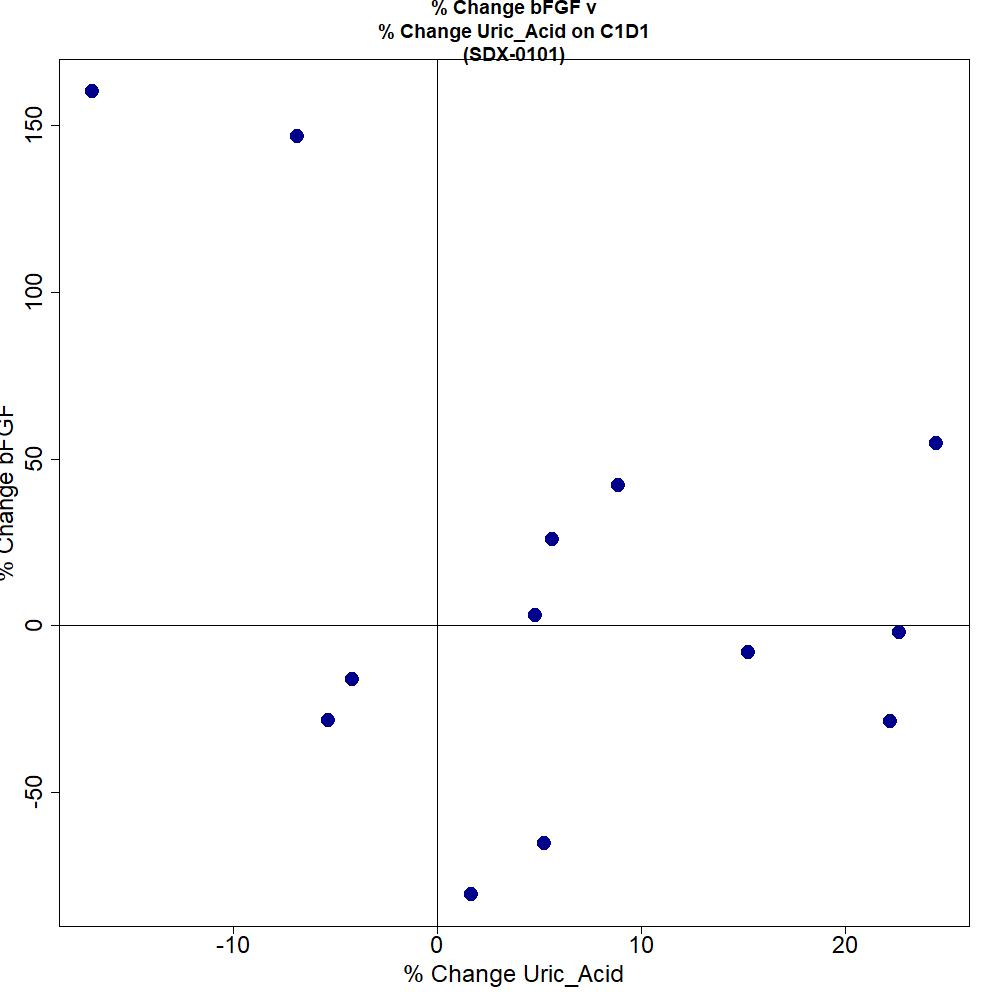 % Change bFGF v
% Change Uric_Acid on C1D1
(SDX-0101)
% Change bFGF
150
100
50
0
-50
-10
0
10
20
% Change Uric_Acid